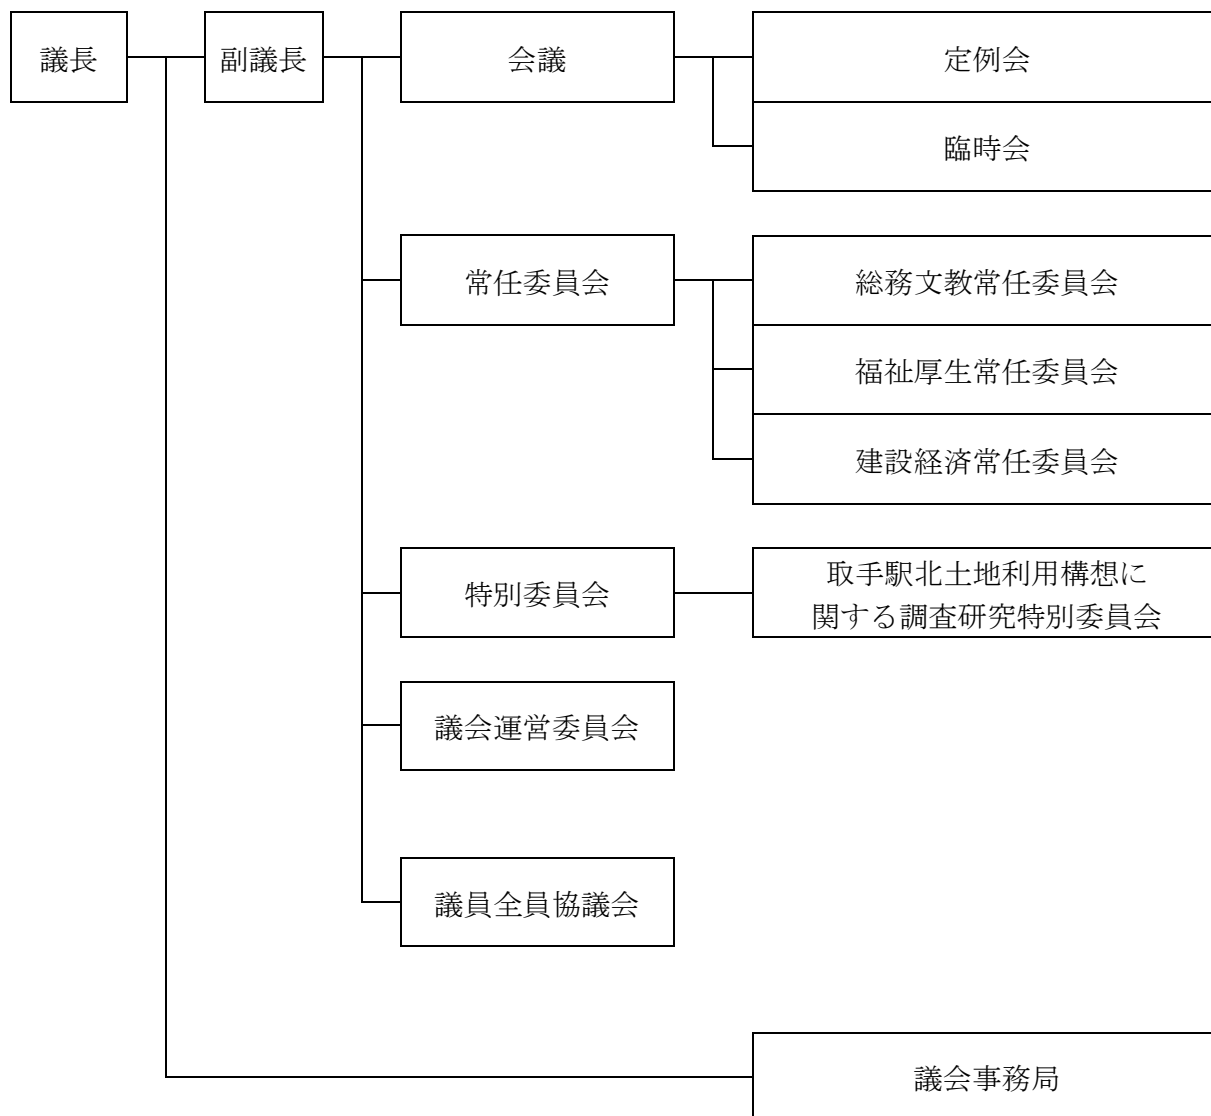 議長
副議長
会議
定例会
臨時会
常任委員会
総務文教常任委員会
福祉厚生常任委員会
建設経済常任委員会
特別委員会
取手駅北土地利用構想に
関する調査研究特別委員会
議会運営委員会
議員全員協議会
議会事務局